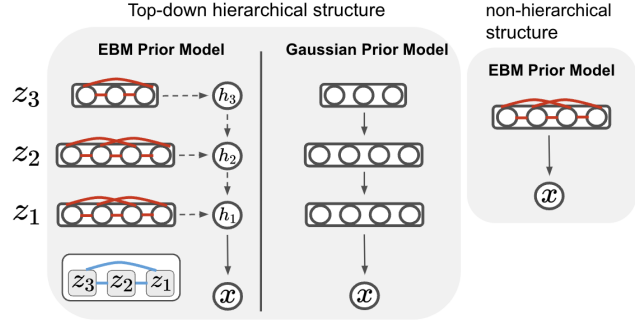 Top-down hierarchical structure
non-hierarchical
structure
EBM Prior Model
Gaussian Prior Model
EBM Prior Model
z₃
h₃
z₂
h₂
z₁
h₁
x
z₃ z₂ z₁
x
x